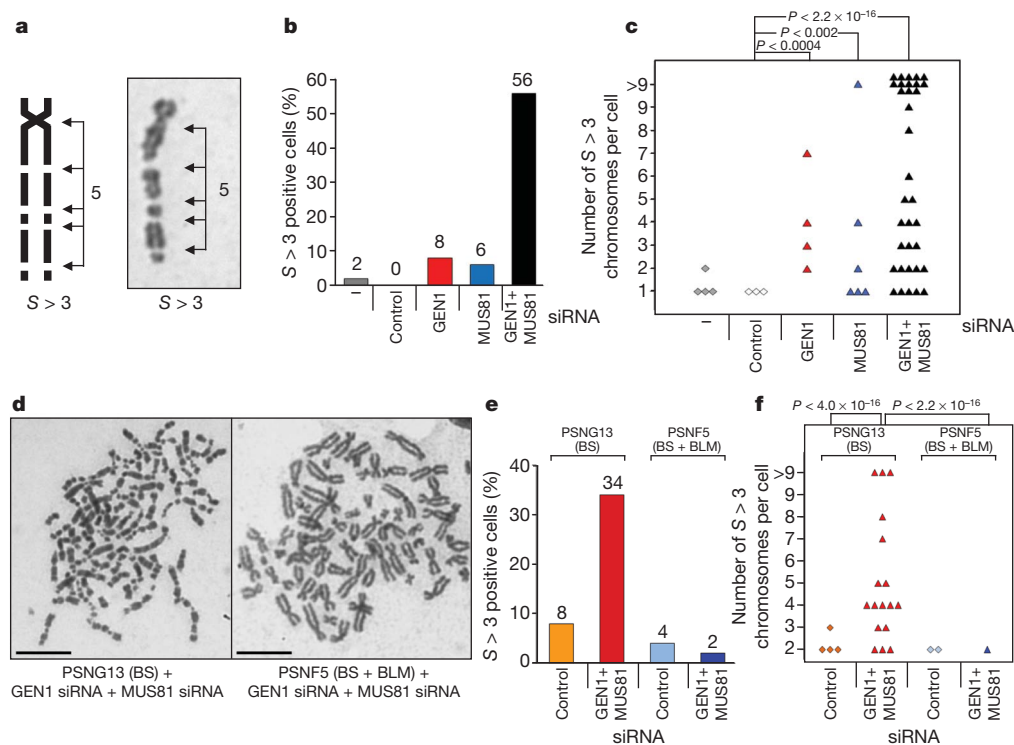 a
5
5
S > 3
S > 3
b
S > 3 positive cells (%)
60
50
40
30
20
10
0
2
0
8
6
56
–
Control
GEN1
MUS81
GEN1+
MUS81
siRNA
c
P < 2.2 × 10⁻¹⁶
P < 0.002
P < 0.0004
Number of S > 3
chromosomes per cell
>9
9
8
7
6
5
4
3
2
1
–
Control
GEN1
MUS81
GEN1+
MUS81
siRNA
d
PSNG13 (BS) +
GEN1 siRNA + MUS81 siRNA
PSNF5 (BS + BLM) +
GEN1 siRNA + MUS81 siRNA
e
PSNG13
(BS)
PSNF5
(BS + BLM)
S > 3 positive cells (%)
40
30
20
10
0
8
34
4
2
Control
GEN1+
MUS81
Control
GEN1+
MUS81
siRNA
f
P < 4.0 × 10⁻¹⁶
P < 2.2 × 10⁻¹⁶
PSNG13
(BS)
PSNF5
(BS + BLM)
Number of S > 3
chromosomes per cell
>9
9
8
7
6
5
4
3
2
Control
GEN1+
MUS81
Control
GEN1+
MUS81
siRNA